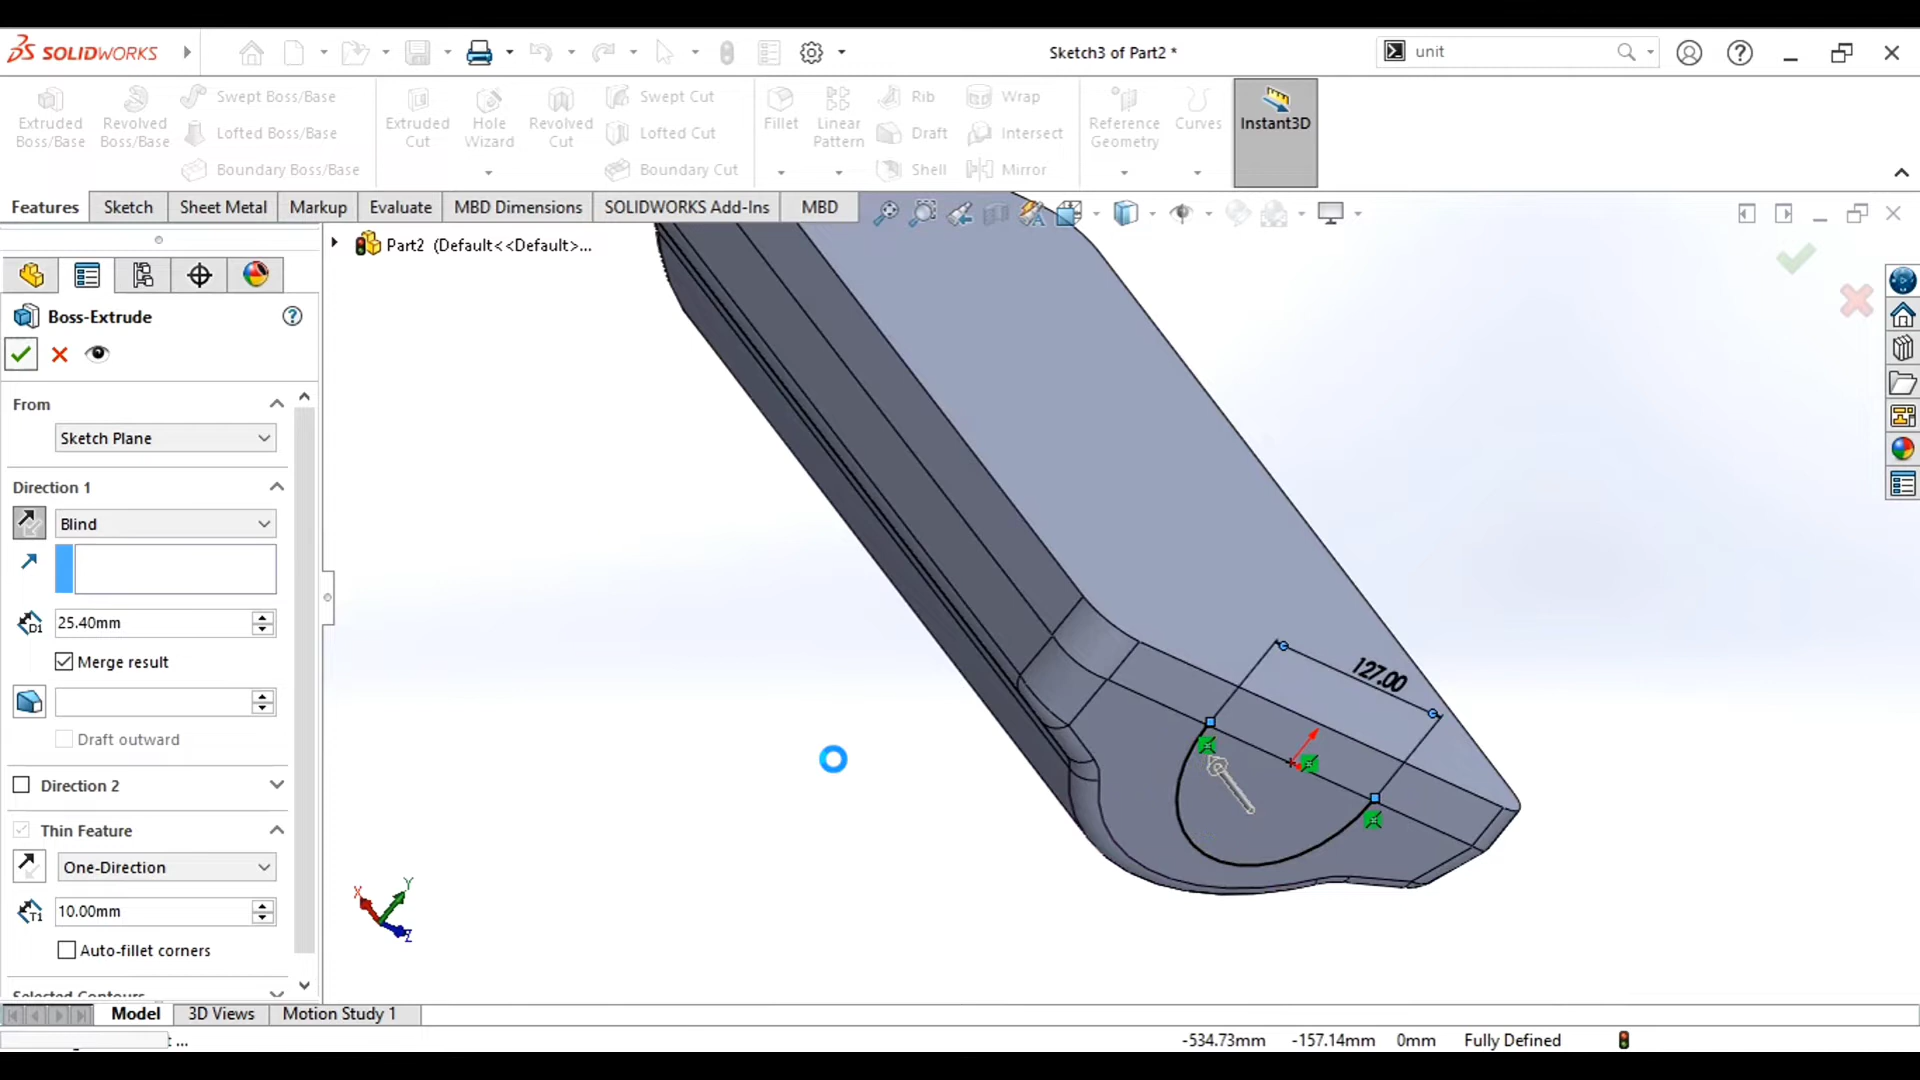 SOLIDWORKS
Sketch3 of Part2 *
unit
Extruded Boss/Base
Revolved Boss/Base
Swept Boss/Base
Lofted Boss/Base
Boundary Boss/Base
Extruded Cut
Hole Wizard
Revolved Cut
Swept Cut
Lofted Cut
Boundary Cut
Fillet
Linear Pattern
Rib
Draft
Shell
Wrap
Intersect
Mirror
Reference Geometry
Curves
Instant3D
Features
Sketch
Sheet Metal
Markup
Evaluate
MBD Dimensions
SOLIDWORKS Add-Ins
MBD
Part2 (Default<<Default>...
Boss-Extrude
From
Sketch Plane
Direction 1
Blind
D1
25.40mm
Merge result
Draft outward
Direction 2
Thin Feature
One-Direction
T1
10.00mm
Auto-fillet corners
Selected Contours
127.00
X
Y
Z
Model
3D Views
Motion Study 1
...
-534.73mm
-157.14mm
0mm
Fully Defined